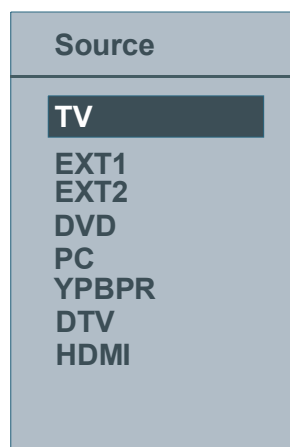 Source
TV
EXT1
EXT2
DVD
PC
YPBPR
DTV
HDMI